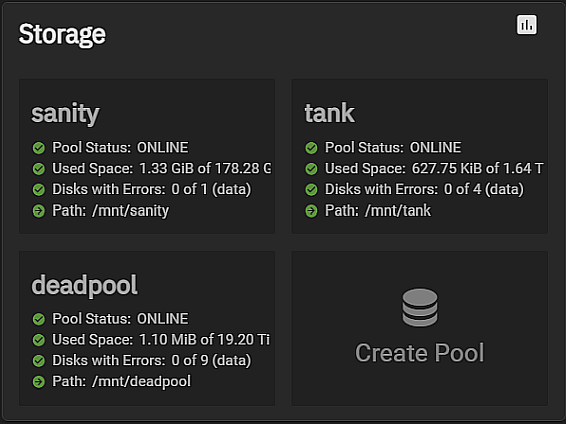 Storage
sanity
Pool Status: ONLINE
Used Space: 1.33 GiB of 178.28 G
Disks with Errors: 0 of 1 (data)
Path: /mnt/sanity
tank
Pool Status: ONLINE
Used Space: 627.75 KiB of 1.64 T
Disks with Errors: 0 of 4 (data)
Path: /mnt/tank
deadpool
Pool Status: ONLINE
Used Space: 1.10 MiB of 19.20 Ti
Disks with Errors: 0 of 9 (data)
Path: /mnt/deadpool
Create Pool